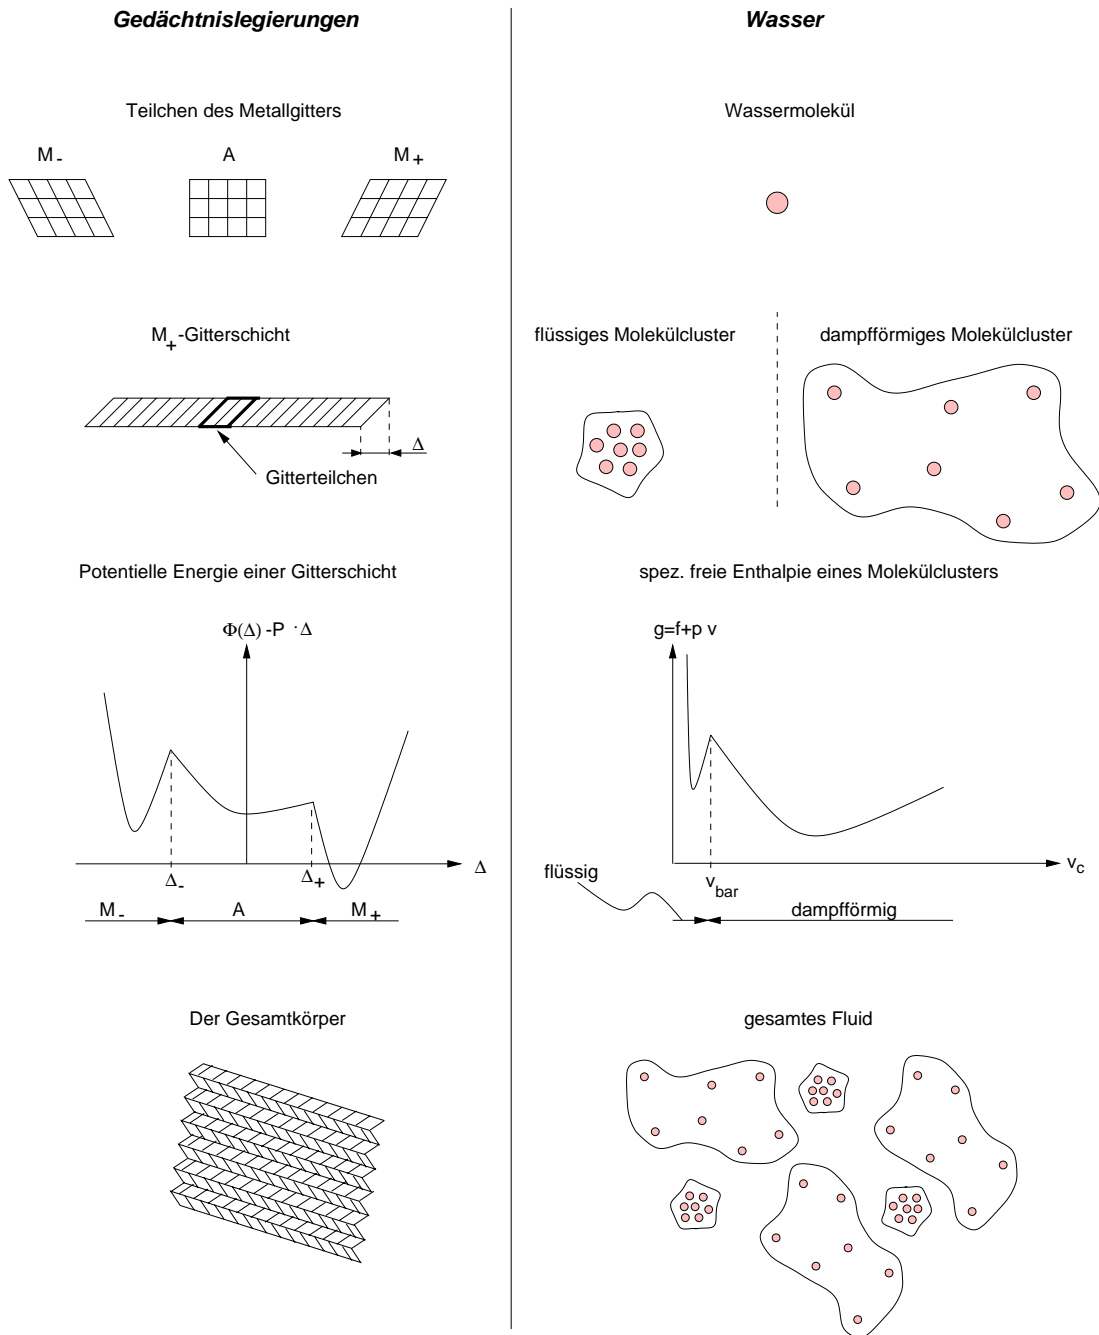 Gedächtnislegierungen
Wasser
Teilchen des Metallgitters
Wassermolekül
M- A M+
M+-Gitterschicht
flüssiges Molekülcluster
dampfförmiges Molekülcluster
Δ
Gitterteilchen
Potentielle Energie einer Gitterschicht
spez. freie Enthalpie eines Molekülclusters
Φ(Δ) -P · Δ
g=f+p v
Δ- Δ+ Δ
vbar vc
flüssig
M- A M+
dampfförmig
Der Gesamtkörper
gesamtes Fluid